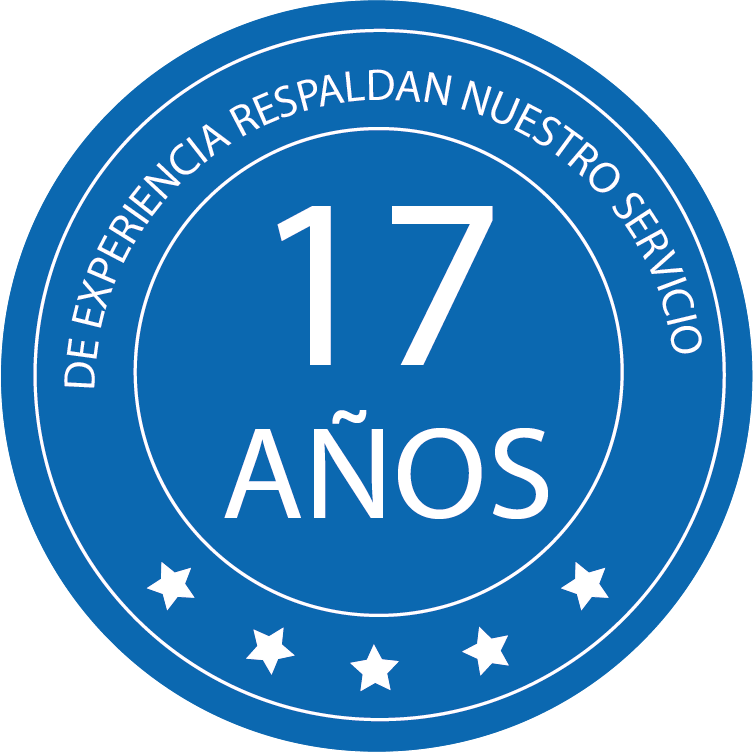 17
AÑOS
DE EXPERIENCIA RESPALDAN NUESTRO SERVICIO